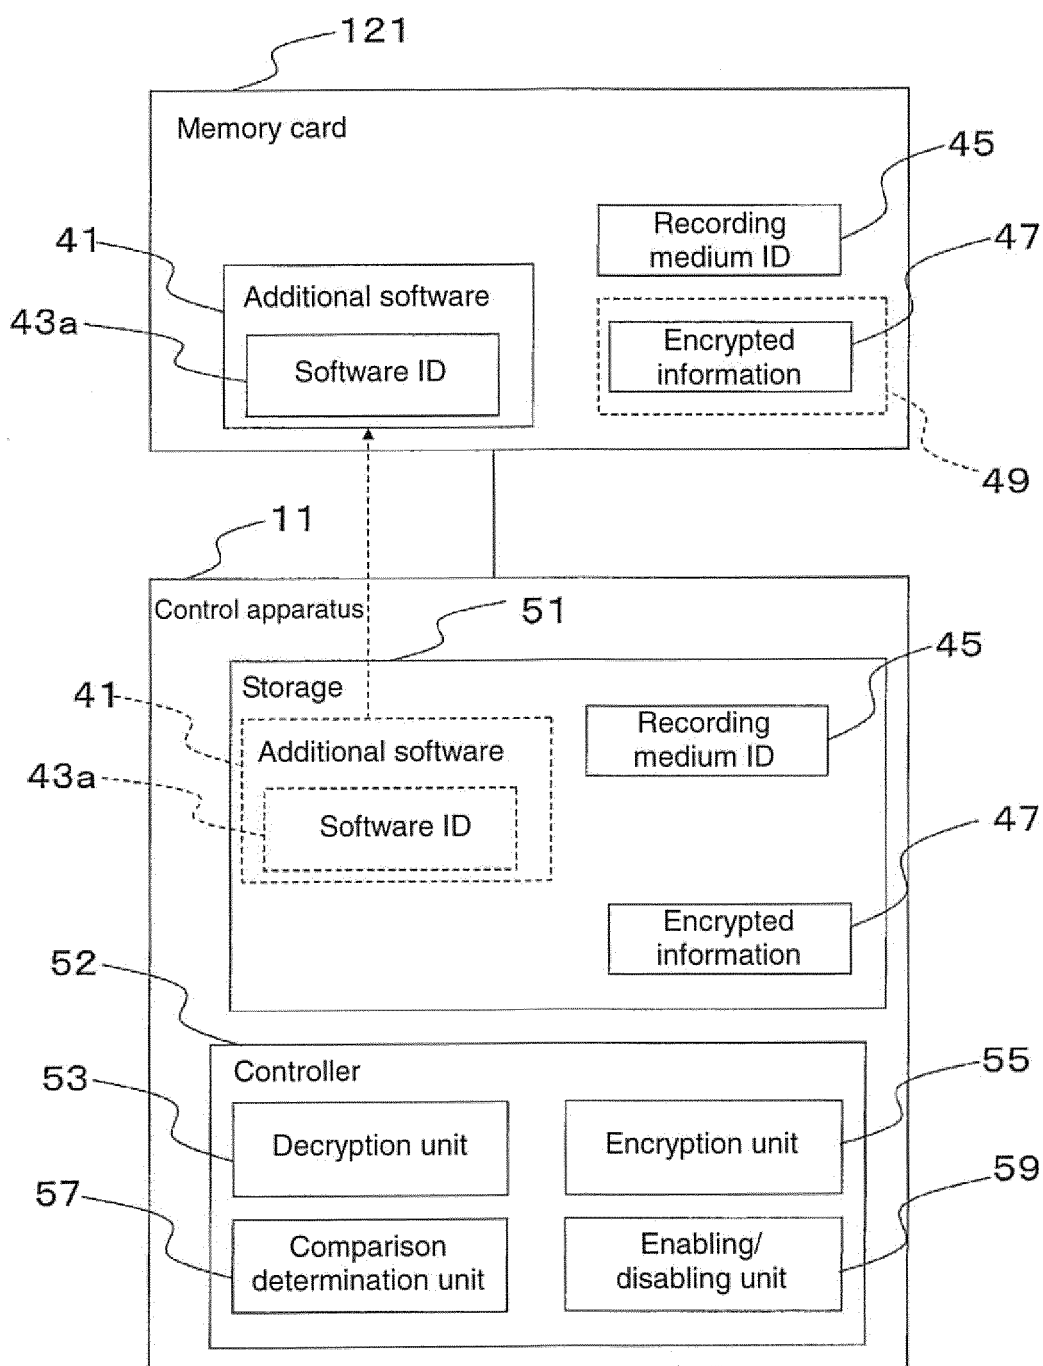 121
Memory card
45
Recording
medium ID
41
47
Additional software
43a
Encrypted
information
Software ID
49
11
Control apparatus
51
45
Storage
41
Recording
medium ID
Additional software
43a
Software ID
47
Encrypted
information
52
Controller
53
55
Decryption unit
Encryption unit
57
59
Comparison
determination unit
Enabling/
disabling unit